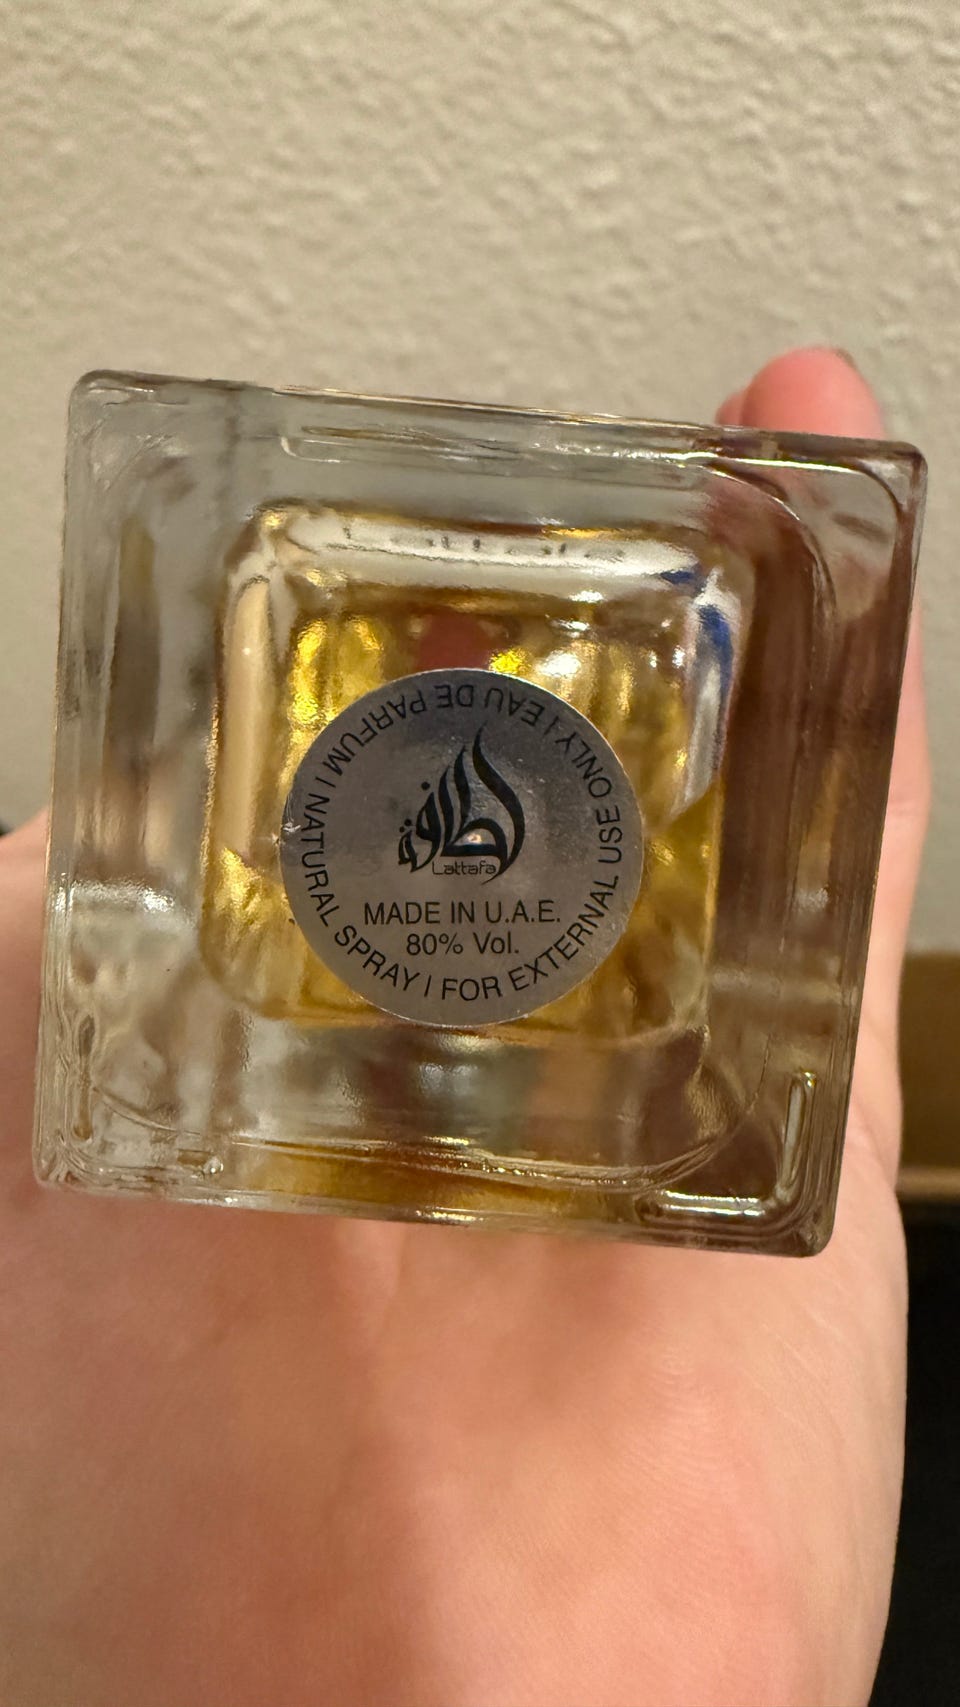 لطافة
Lattafa
MADE IN U.A.E.
80% Vol.
EAU DE PARFUM | NATURAL SPRAY | FOR EXTERNAL USE ONLY |